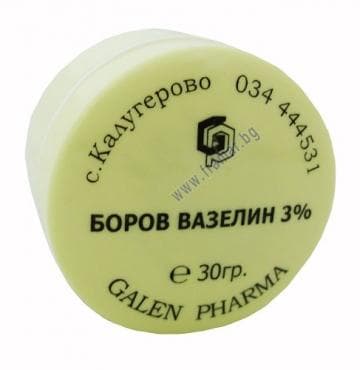 с.Калугерово 034 444531
БОРОВ ВАЗЕЛИН 3%
℮ 30гр.
GALEN PHARMA